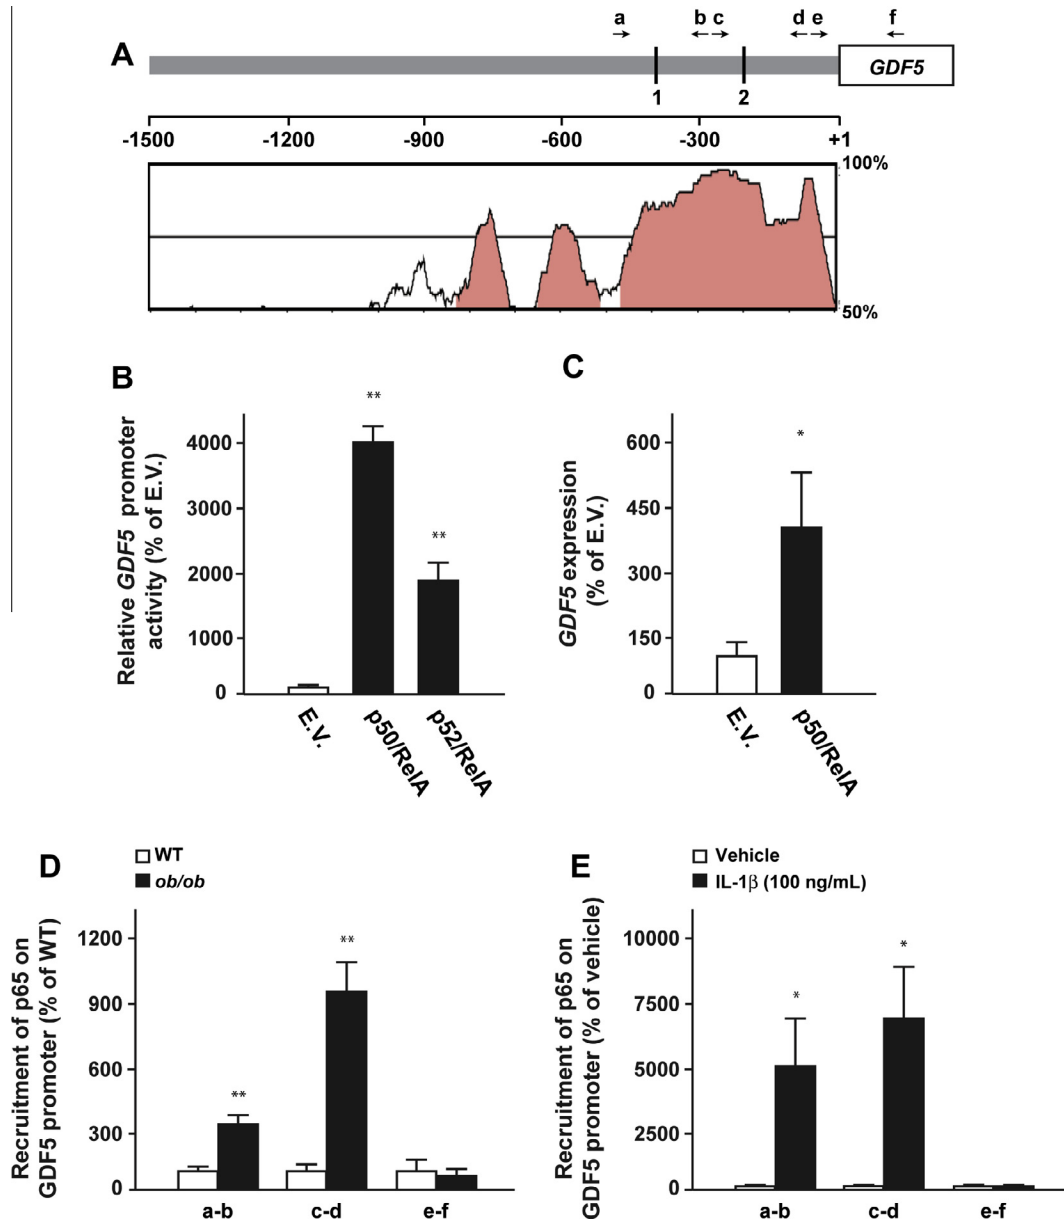 a b c d e f
A
GDF5
1 2
-1500 -1200 -900 -600 -300 +1
100%
50%
B
Relative GDF5 promoter
activity (% of E.V.)
4000
3000
2000
1000
0
**
**
E.V. p50/RelA p52/RelA
C
GDF5 expression
(% of E.V.)
600
450
300
150
0
*
E.V. p50/RelA
D
WT
ob/ob
Recruitment of p65 on
GDF5 promoter (% of WT)
1200
900
600
300
0
**
**
a-b c-d e-f
E
Vehicle
IL-1β (100 ng/mL)
Recruitment of p65 on
GDF5 promoter (% of vehicle)
10000
7500
5000
2500
0
*
*
a-b c-d e-f